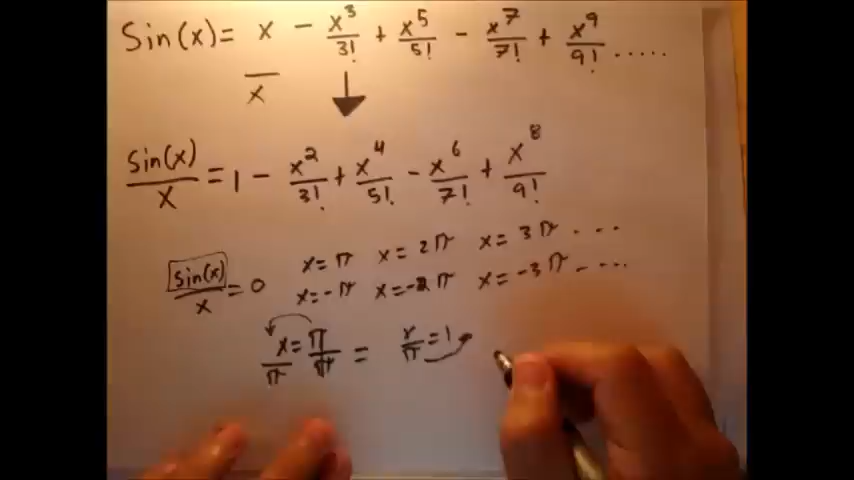 Sin(x)= x - x³/3! + x⁵/5! - x⁷/7! + x⁹/9! .....
x
sin(x)/x = 1 - x²/3! + x⁴/5! - x⁶/7! + x⁸/9!
sin(x)/x = 0 x=π x=2π x=3π ...
x=-π x=-2π x=-3π ...
x/π = π/π = x/π = 1